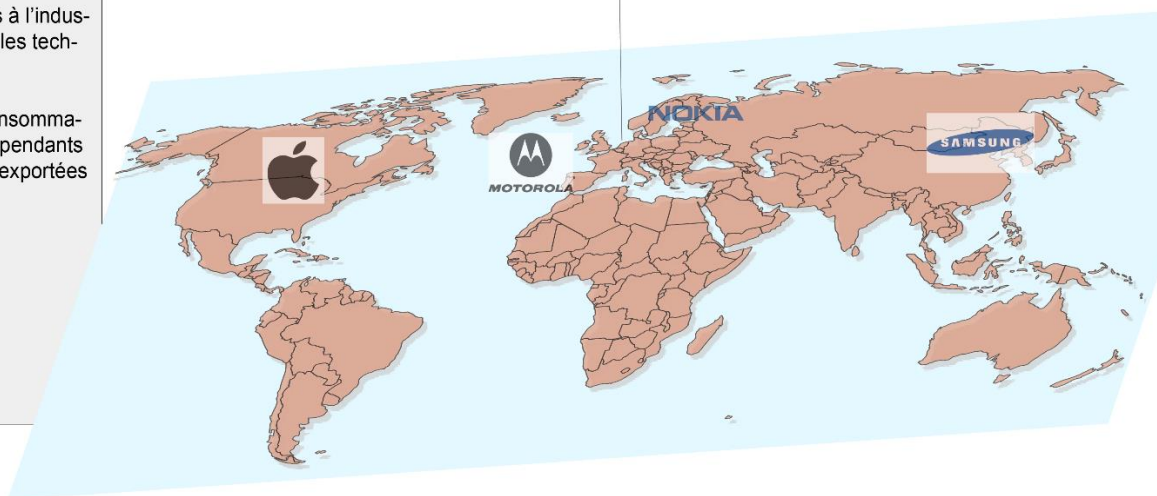 s à l’indus-
les tech-
nsomma-
pendants
exportées
NOKIA
SAMSUNG
MOTOROLA